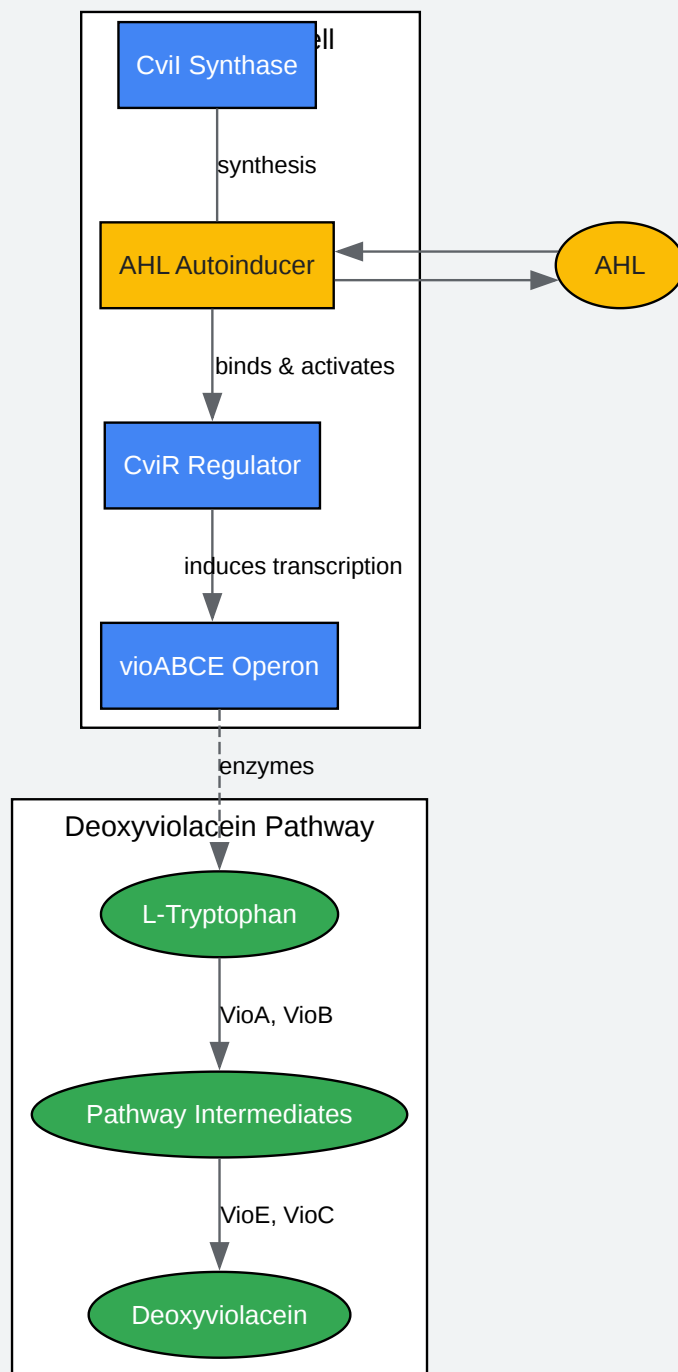 CviI Synthase
synthesis
AHL Autoinducer
AHL
binds & activates
CviR Regulator
induces transcription
vioABCE Operon
enzymes
Deoxyviolacein Pathway
L-Tryptophan
VioA, VioB
Pathway Intermediates
VioE, VioC
Deoxyviolacein